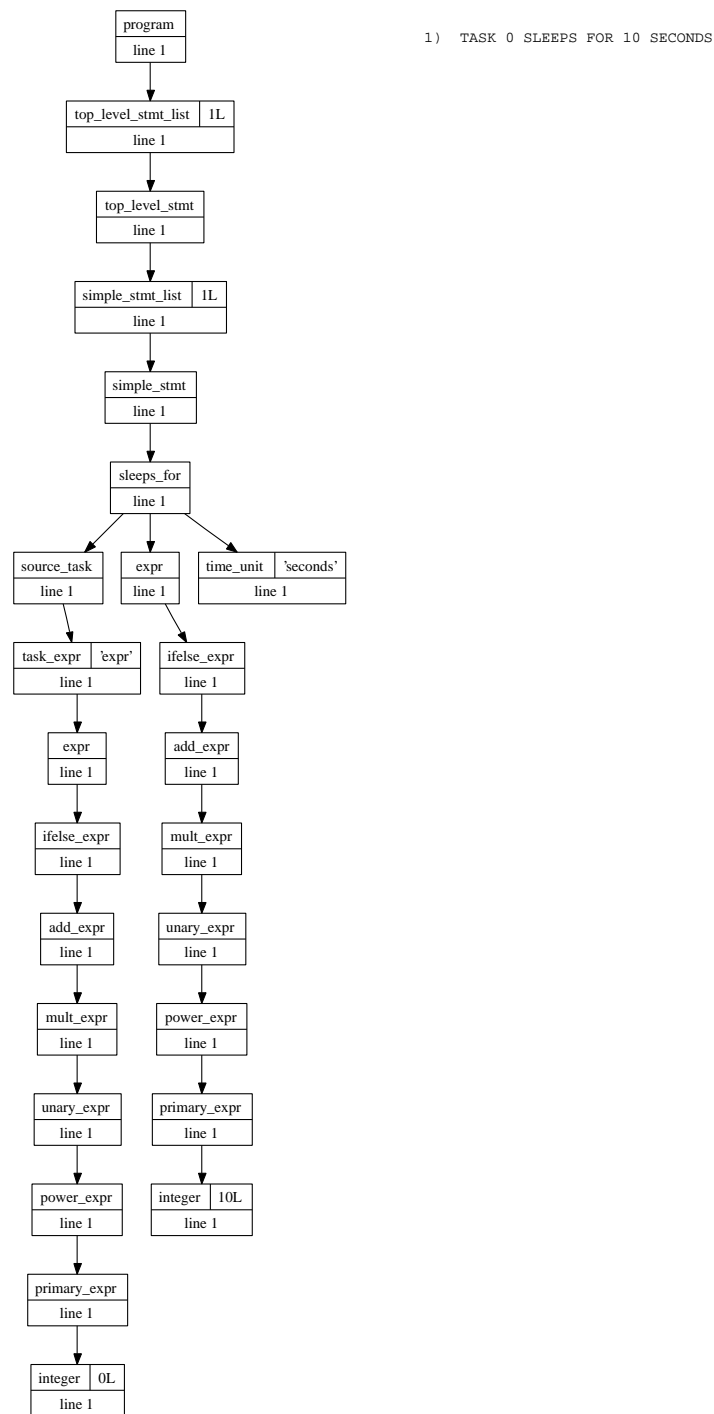 program
line 1
1) TASK 0 SLEEPS FOR 10 SECONDS
top_level_stmt_list 1L
line 1
top_level_stmt
line 1
simple_stmt_list 1L
line 1
simple_stmt
line 1
sleeps_for
line 1
source_task
line 1
expr
line 1
time_unit 'seconds'
line 1
task_expr 'expr'
line 1
ifelse_expr
line 1
expr
line 1
add_expr
line 1
ifelse_expr
line 1
mult_expr
line 1
add_expr
line 1
unary_expr
line 1
mult_expr
line 1
power_expr
line 1
unary_expr
line 1
primary_expr
line 1
power_expr
line 1
integer 10L
line 1
primary_expr
line 1
integer 0L
line 1